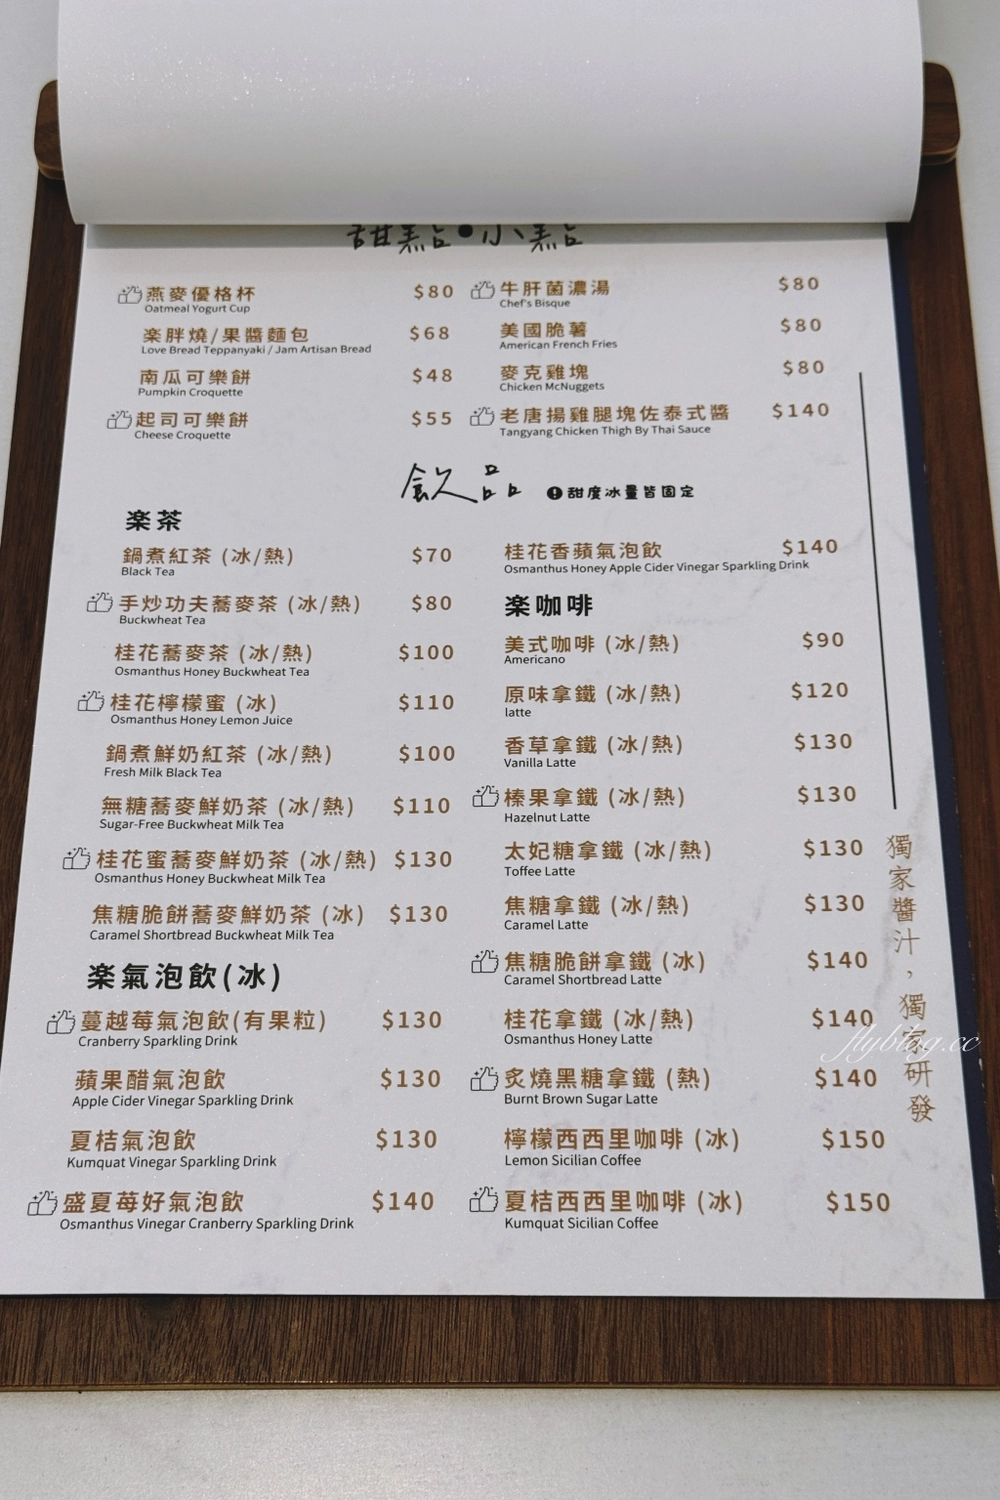 甜點•小點
燕麥優格杯 $80
Oatmeal Yogurt Cup
楽胖燒/果醬麵包 $68
Love Bread Teppanyaki / Jam Artisan Bread
南瓜可樂餅 $48
Pumpkin Croquette
起司可樂餅 $55
Cheese Croquette
牛肝菌濃湯 $80
Chef's Bisque
美國脆薯 $80
American French Fries
麥克雞塊 $80
Chicken McNuggets
老唐揚雞腿塊佐泰式醬 $140
Tangyang Chicken Thigh By Thai Sauce
飲品 !甜度冰量皆固定
楽茶
鍋煮紅茶 (冰/熱) $70
Black Tea
手炒功夫蕎麥茶 (冰/熱) $80
Buckwheat Tea
桂花蕎麥茶 (冰/熱) $100
Osmanthus Honey Buckwheat Tea
桂花檸檬蜜 (冰) $110
Osmanthus Honey Lemon Juice
鍋煮鮮奶紅茶 (冰/熱) $100
Fresh Milk Black Tea
無糖蕎麥鮮奶茶 (冰/熱) $110
Sugar-Free Buckwheat Milk Tea
桂花蜜蕎麥鮮奶茶 (冰/熱) $130
Osmanthus Honey Buckwheat Milk Tea
焦糖脆餅蕎麥鮮奶茶 (冰) $130
Caramel Shortbread Buckwheat Milk Tea
楽氣泡飲(冰)
蔓越莓氣泡飲(有果粒) $130
Cranberry Sparkling Drink
蘋果醋氣泡飲 $130
Apple Cider Vinegar Sparkling Drink
夏桔氣泡飲 $130
Kumquat Vinegar Sparkling Drink
盛夏苺好氣泡飲 $140
Osmanthus Vinegar Cranberry Sparkling Drink
桂花香蘋氣泡飲 $140
Osmanthus Honey Apple Cider Vinegar Sparkling Drink
楽咖啡
美式咖啡 (冰/熱) $90
Americano
原味拿鐵 (冰/熱) $120
latte
香草拿鐵 (冰/熱) $130
Vanilla Latte
榛果拿鐵 (冰/熱) $130
Hazelnut Latte
太妃糖拿鐵 (冰/熱) $130
Toffee Latte
焦糖拿鐵 (冰/熱) $130
Caramel Latte
焦糖脆餅拿鐵 (冰) $140
Caramel Shortbread Latte
桂花拿鐵 (冰/熱) $140
Osmanthus Honey Latte
炙燒黑糖拿鐵 (熱) $140
Burnt Brown Sugar Latte
檸檬西西里咖啡 (冰) $150
Lemon Sicilian Coffee
夏桔西西里咖啡 (冰) $150
Kumquat Sicilian Coffee
獨家醬汁，獨家研發
flyblog.cc